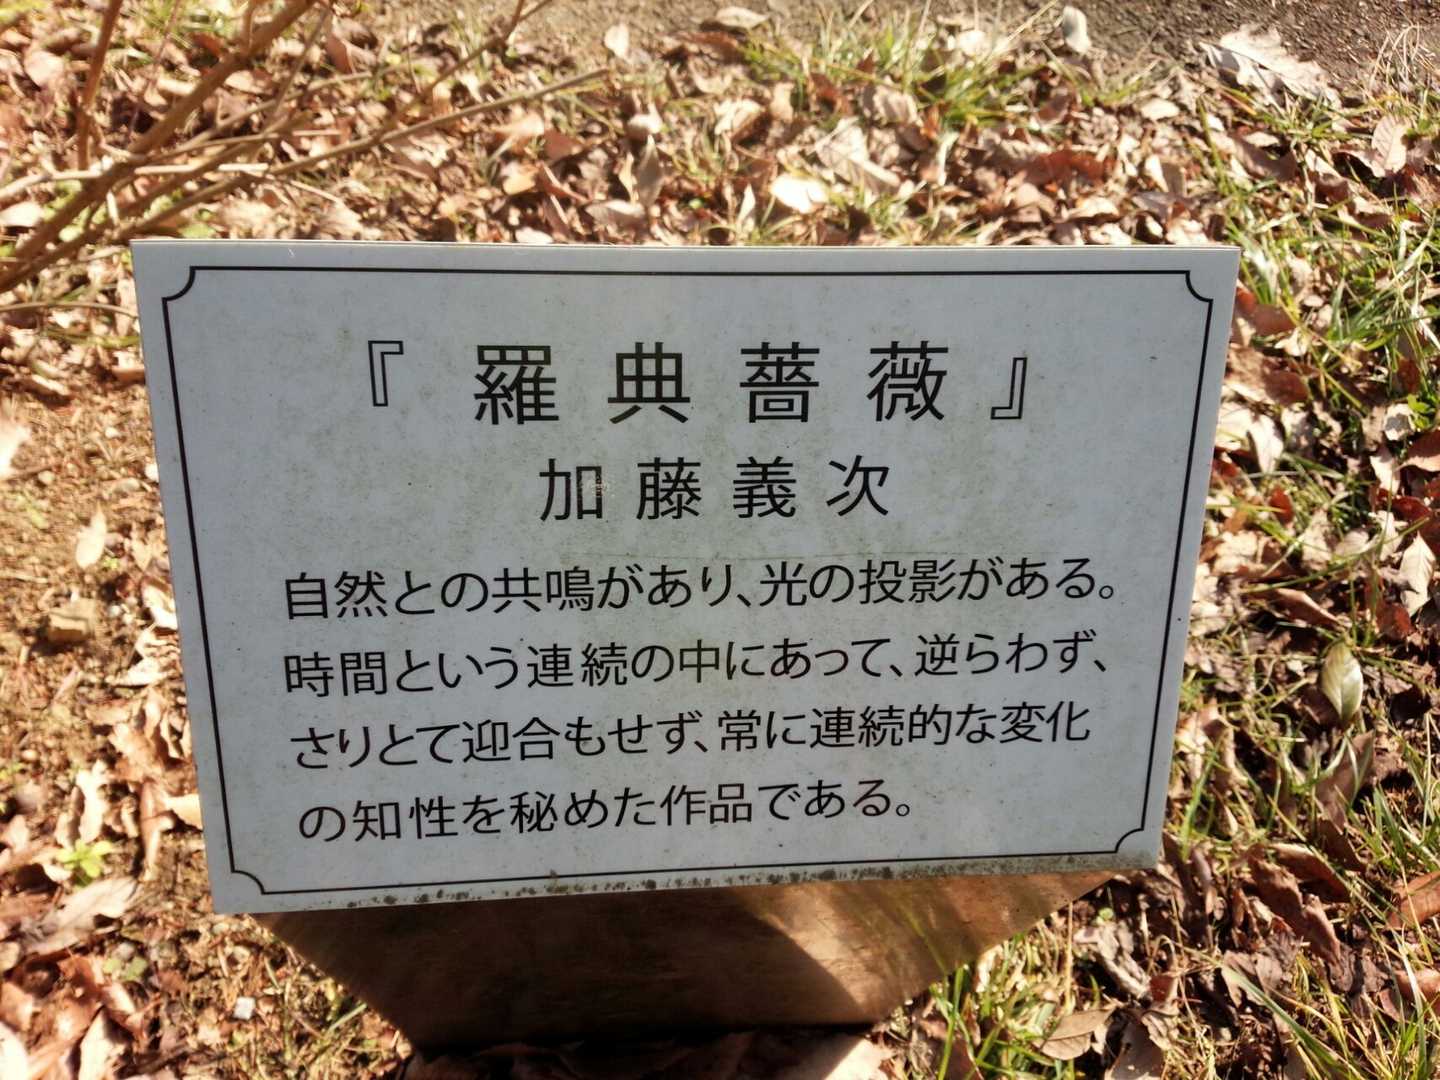 『羅典薔薇』
加藤義次
自然との共鳴があり、光の投影がある。
時間という連続の中にあって、逆らわず、
さりとて迎合もせず、常に連続的な変化
の知性を秘めた作品である。